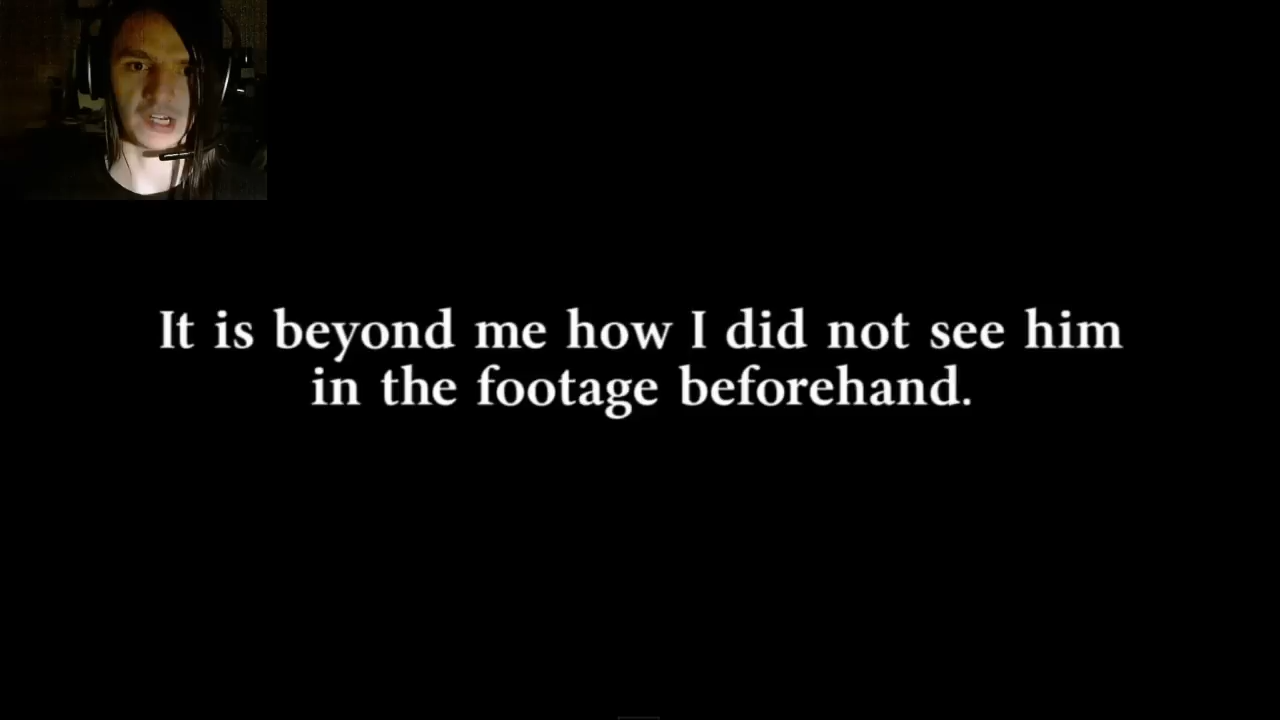 It is beyond me how I did not see him
in the footage beforehand.